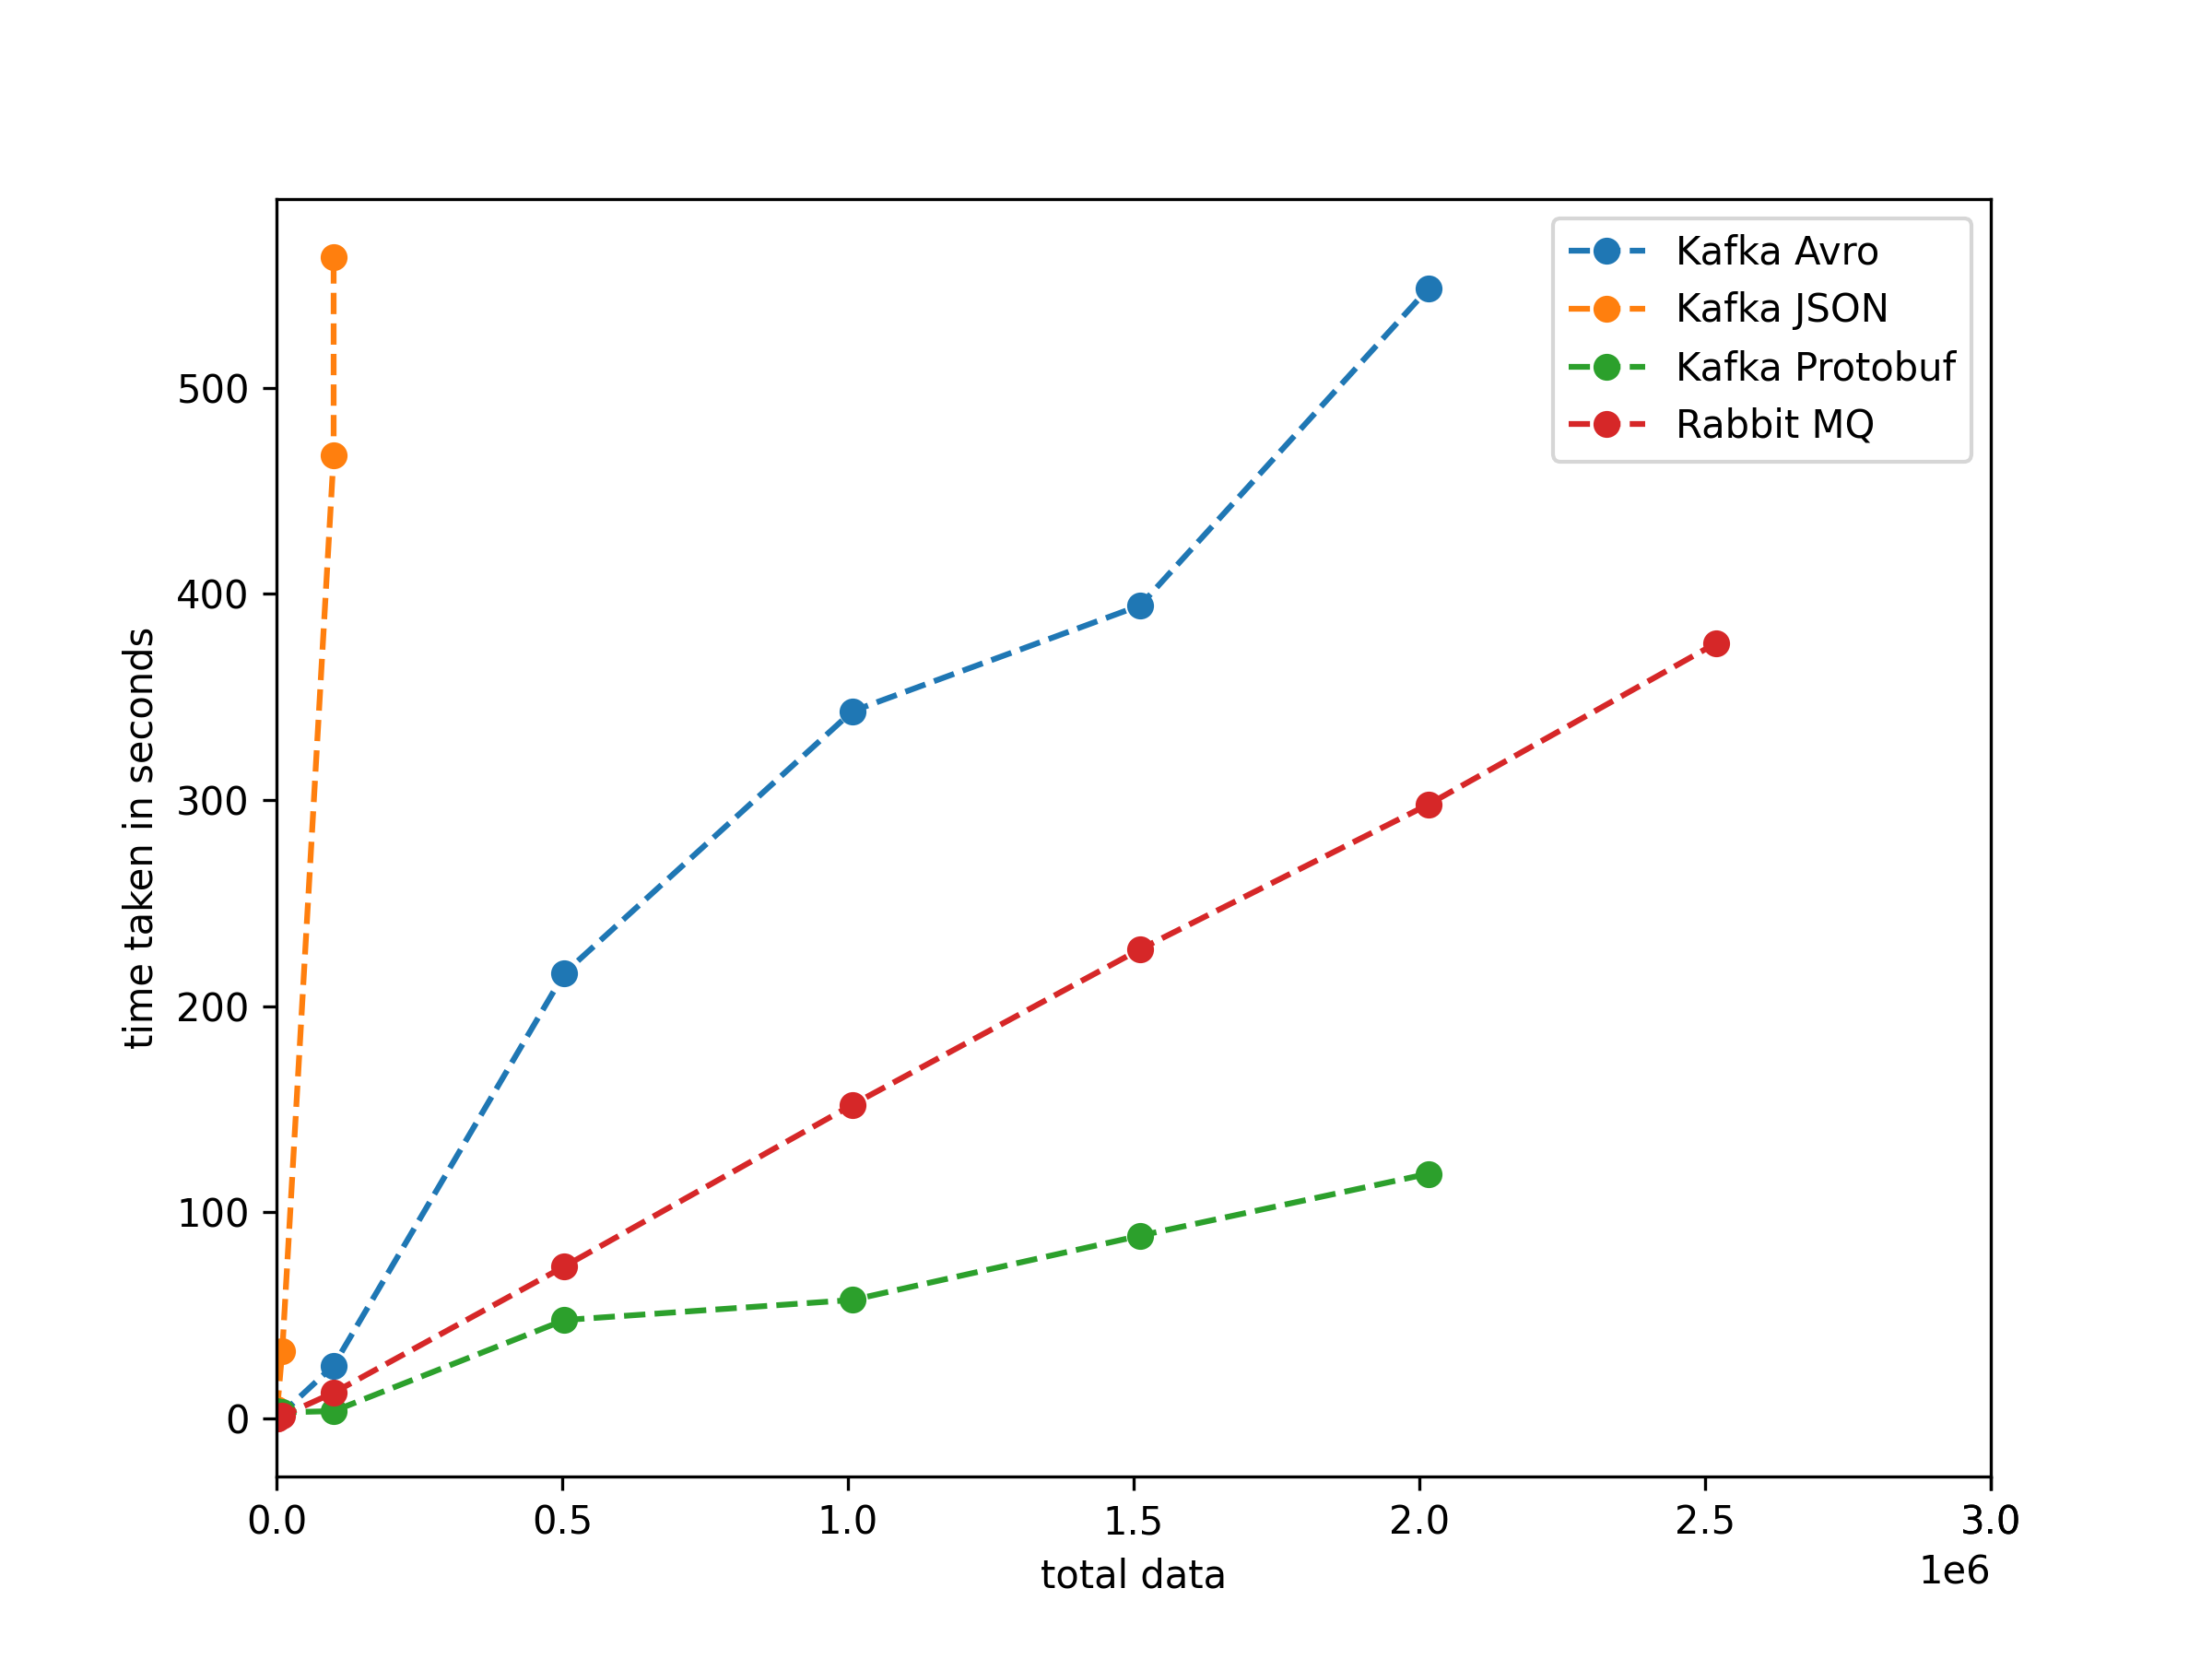 Kafka Avro
Kafka JSON
Kafka Protobuf
Rabbit MQ
time taken in seconds
500
400
300
200
100
0
0.0 0.5 1.0 1.5 2.0 2.5 3.0
total data
1e6